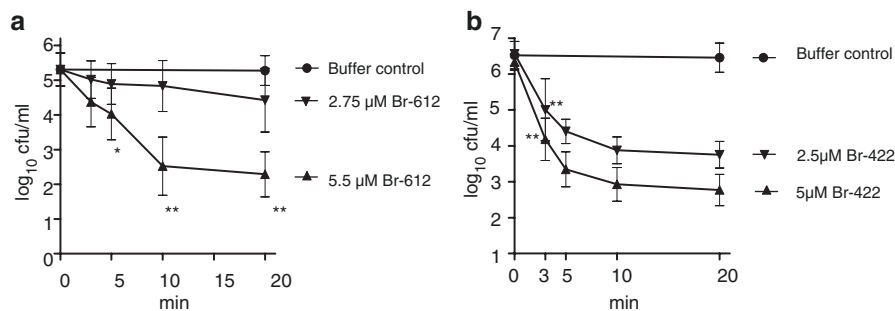 a
log10 cfu/ml
6
5
4
3
2
1
0
0 5 10 15 20
min
*
**
**
Buffer control
2.75 µM Br-612
5.5 µM Br-612
b
log10 cfu/ml
7
6
5
4
3
2
1
0 3 5 10 20
min
**
**
Buffer control
2.5µM Br-422
5µM Br-422